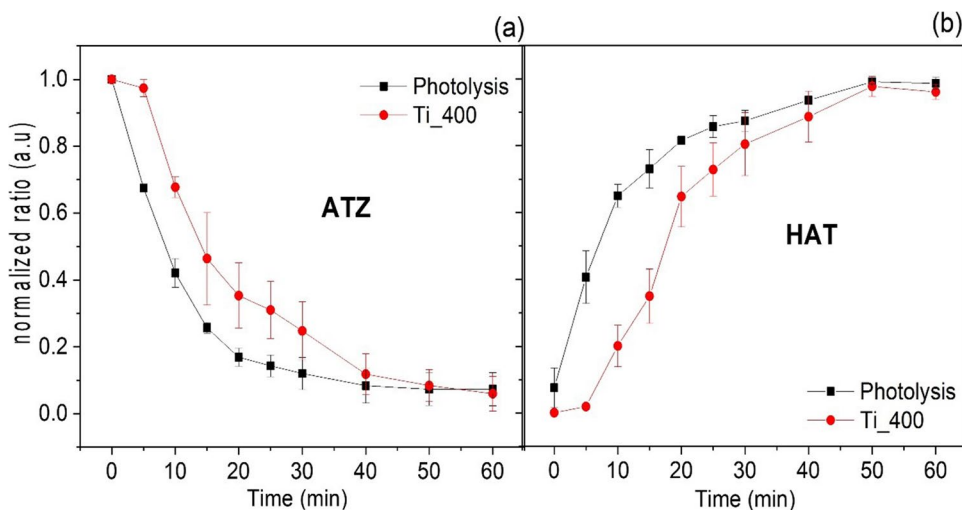 (a)
(b)
1.0
0.8
0.6
0.4
0.2
0.0
normalized ratio (a.u)
Photolysis
Ti_400
ATZ
0 10 20 30 40 50 60
Time (min)
HAT
Photolysis
Ti_400
0 10 20 30 40 50 60
Time (min)